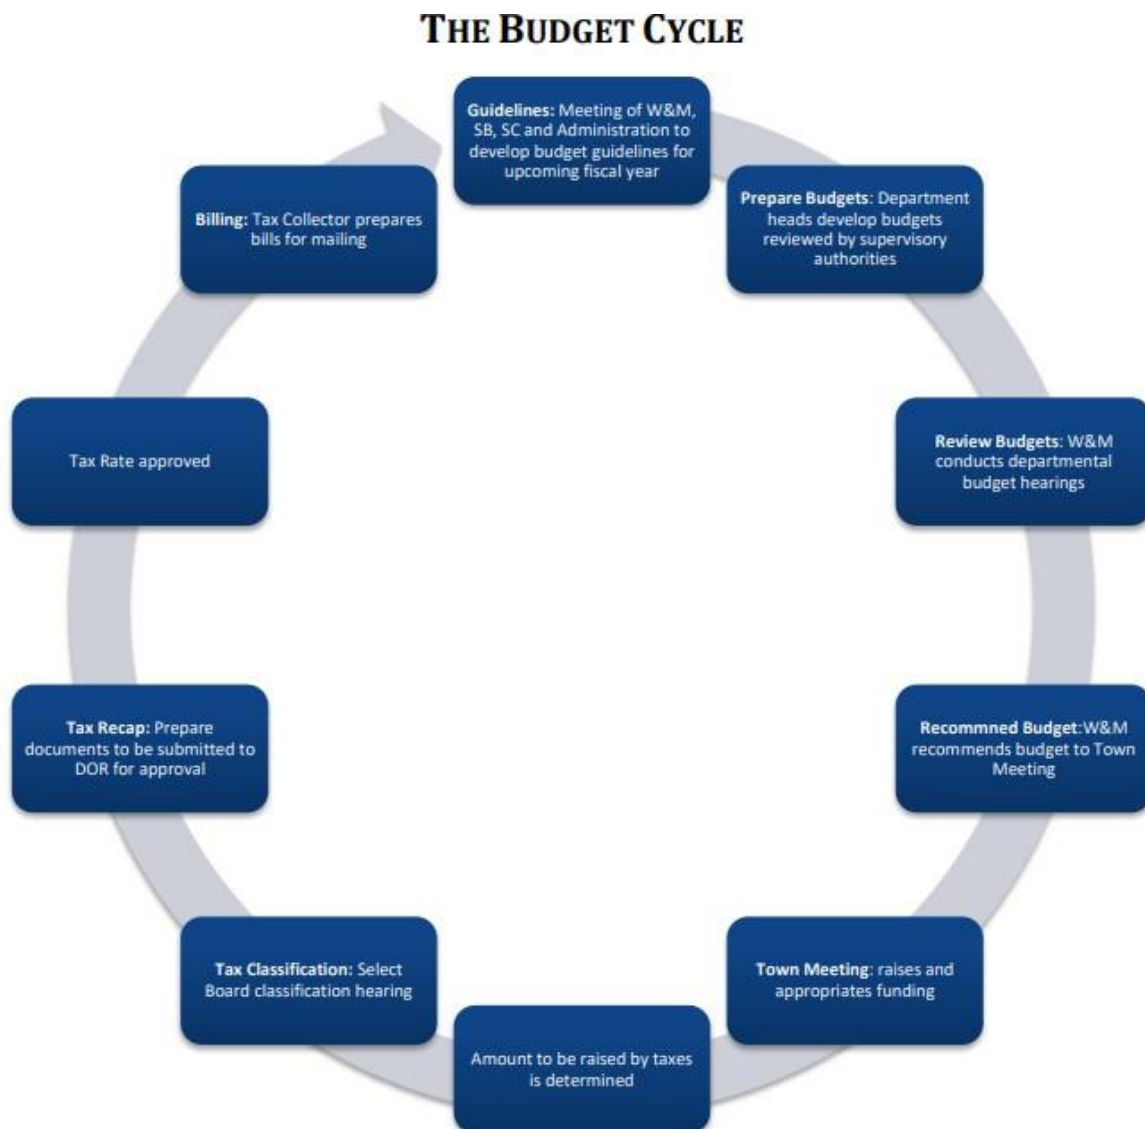 THE BUDGET CYCLE
Guidelines: Meeting of W&M,
SB, SC and Administration to
develop budget guidelines for
upcoming fiscal year
Prepare Budgets: Department
heads develop budgets
reviewed by supervisory
authorities
Review Budgets: W&M
conducts departmental
budget hearings
Recommned Budget:W&M
recommends budget to Town
Meeting
Town Meeting: raises and
appropriates funding
Amount to be raised by taxes
is determined
Tax Classification: Select
Board classification hearing
Tax Recap: Prepare
documents to be submitted to
DOR for approval
Tax Rate approved
Billing: Tax Collector prepares
bills for mailing